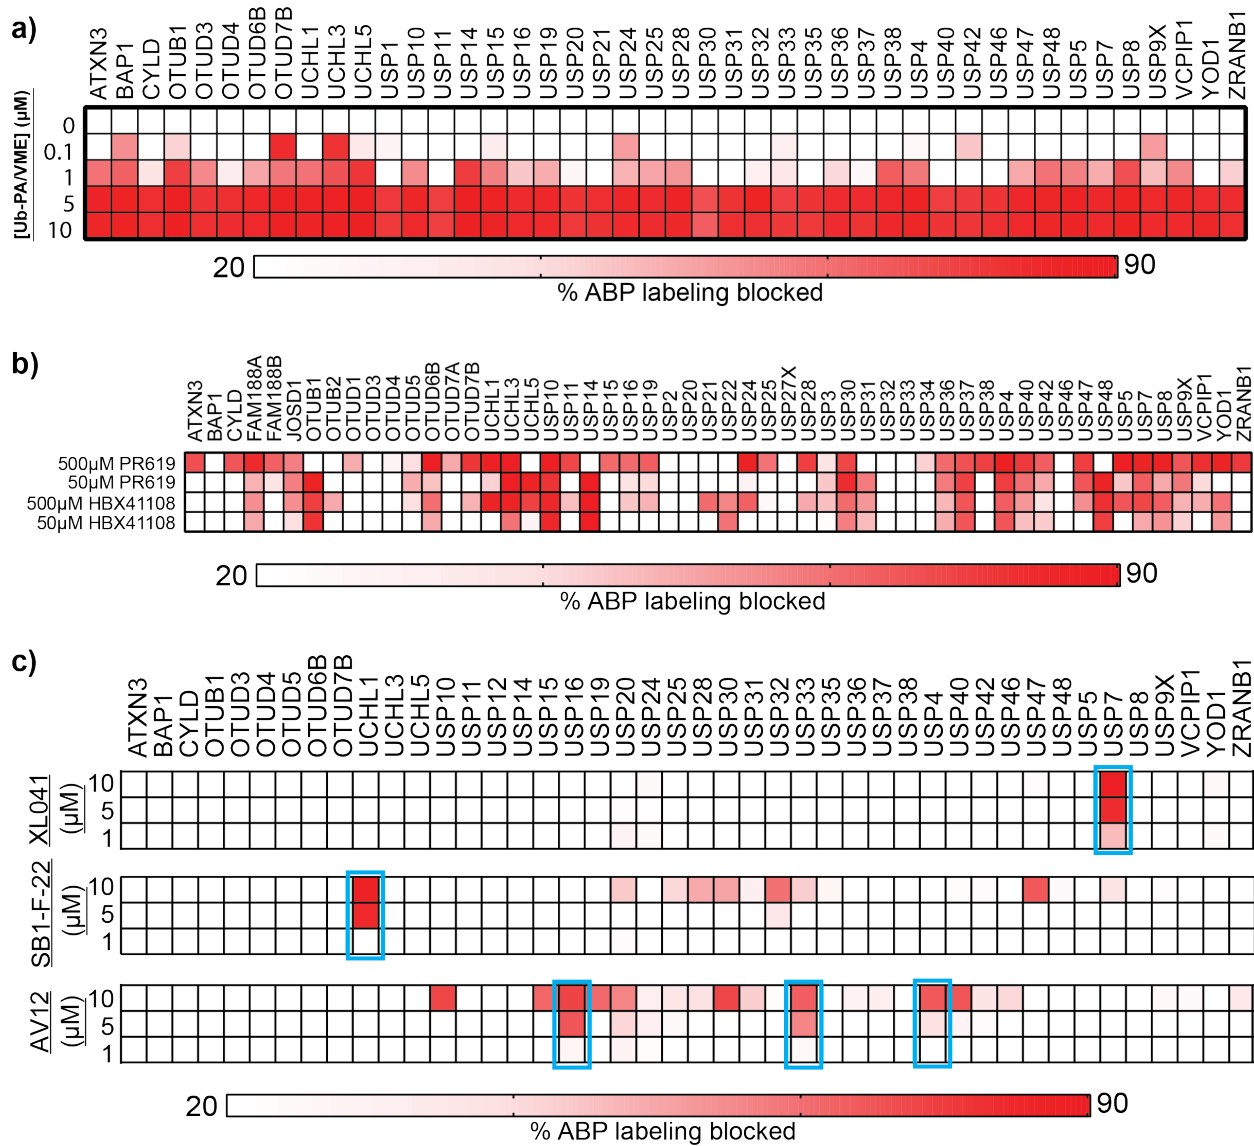 a)
ATXN3 BAP1 CYLD OTUB1 OTUD3 OTUD4 OTUD6B OTUD7B UCHL1 UCHL3 UCHL5 USP1 USP10 USP11 USP14 USP15 USP16 USP19 USP20 USP21 USP24 USP25 USP28 USP30 USP31 USP32 USP33 USP35 USP36 USP37 USP38 USP4 USP40 USP42 USP46 USP47 USP48 USP5 USP7 USP8 USP9X VCPIP1 YOD1 ZRANB1
[Ub-PA/VME] (µM)
0
0.1
1
5
10
20 90
% ABP labeling blocked
b)
ATXN3 BAP1 CYLD FAM188A FAM188B JOSD1 OTUB1 OTUB2 OTUD1 OTUD3 OTUD4 OTUD5 OTUD6B OTUD7A OTUD7B UCHL1 UCHL3 UCHL5 USP10 USP11 USP14 USP15 USP16 USP19 USP2 USP20 USP21 USP22 USP24 USP25 USP27X USP28 USP3 USP30 USP31 USP32 USP33 USP34 USP36 USP37 USP38 USP4 USP40 USP42 USP46 USP47 USP48 USP5 USP7 USP8 USP9X VCPIP1 YOD1 ZRANB1
500µM PR619
50µM PR619
500µM HBX41108
50µM HBX41108
20 90
% ABP labeling blocked
c)
ATXN3 BAP1 CYLD OTUB1 OTUD3 OTUD4 OTUD5 OTUD6B OTUD7B UCHL1 UCHL3 UCHL5 USP10 USP11 USP12 USP14 USP15 USP16 USP19 USP20 USP24 USP25 USP28 USP30 USP31 USP32 USP33 USP35 USP36 USP37 USP38 USP4 USP40 USP42 USP46 USP47 USP48 USP5 USP7 USP8 USP9X VCPIP1 YOD1 ZRANB1
XL041
(µM)
10
5
1
SB1-F-22
(µM)
10
5
1
AV12
(µM)
10
5
1
20 90
% ABP labeling blocked